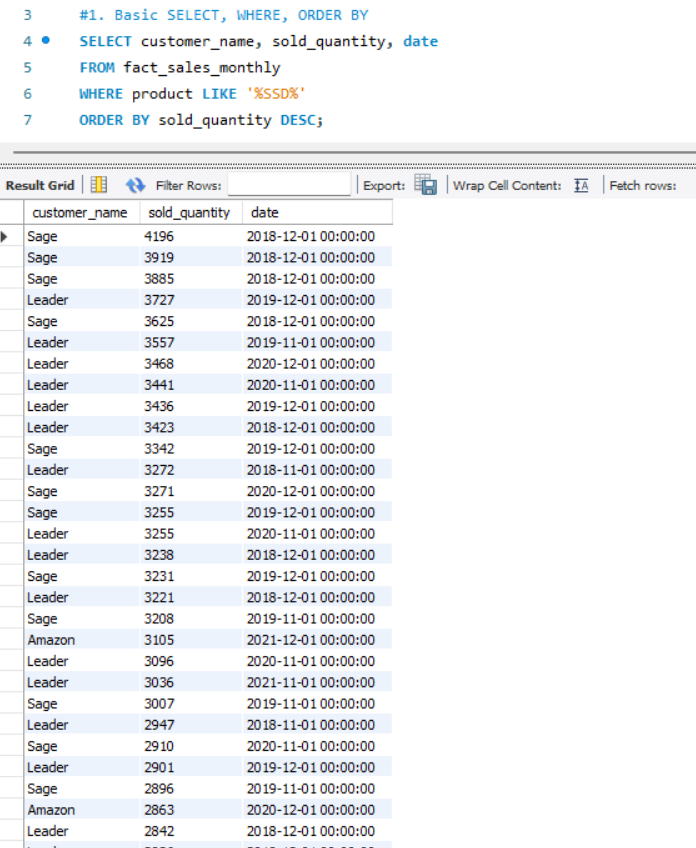 3 #1. Basic SELECT, WHERE, ORDER BY
4 SELECT customer_name, sold_quantity, date
5 FROM fact_sales_monthly
6 WHERE product LIKE '%SSD%'
7 ORDER BY sold_quantity DESC;
Result Grid Filter Rows: Export: Wrap Cell Content: IA Fetch rows:
customer_name sold_quantity date
Sage 4196 2018-12-01 00:00:00
Sage 3919 2018-12-01 00:00:00
Sage 3885 2018-12-01 00:00:00
Leader 3727 2019-12-01 00:00:00
Sage 3625 2018-12-01 00:00:00
Leader 3557 2019-11-01 00:00:00
Leader 3468 2020-12-01 00:00:00
Leader 3441 2020-11-01 00:00:00
Leader 3436 2019-12-01 00:00:00
Leader 3423 2018-12-01 00:00:00
Sage 3342 2019-12-01 00:00:00
Leader 3272 2018-11-01 00:00:00
Sage 3271 2020-12-01 00:00:00
Sage 3255 2019-12-01 00:00:00
Leader 3255 2020-11-01 00:00:00
Leader 3238 2018-12-01 00:00:00
Sage 3231 2019-12-01 00:00:00
Leader 3221 2018-12-01 00:00:00
Sage 3208 2019-11-01 00:00:00
Amazon 3105 2021-12-01 00:00:00
Leader 3096 2020-11-01 00:00:00
Leader 3036 2021-11-01 00:00:00
Sage 3007 2019-11-01 00:00:00
Leader 2947 2018-11-01 00:00:00
Sage 2910 2020-11-01 00:00:00
Leader 2901 2019-12-01 00:00:00
Sage 2896 2019-11-01 00:00:00
Amazon 2863 2020-12-01 00:00:00
Leader 2842 2018-12-01 00:00:00